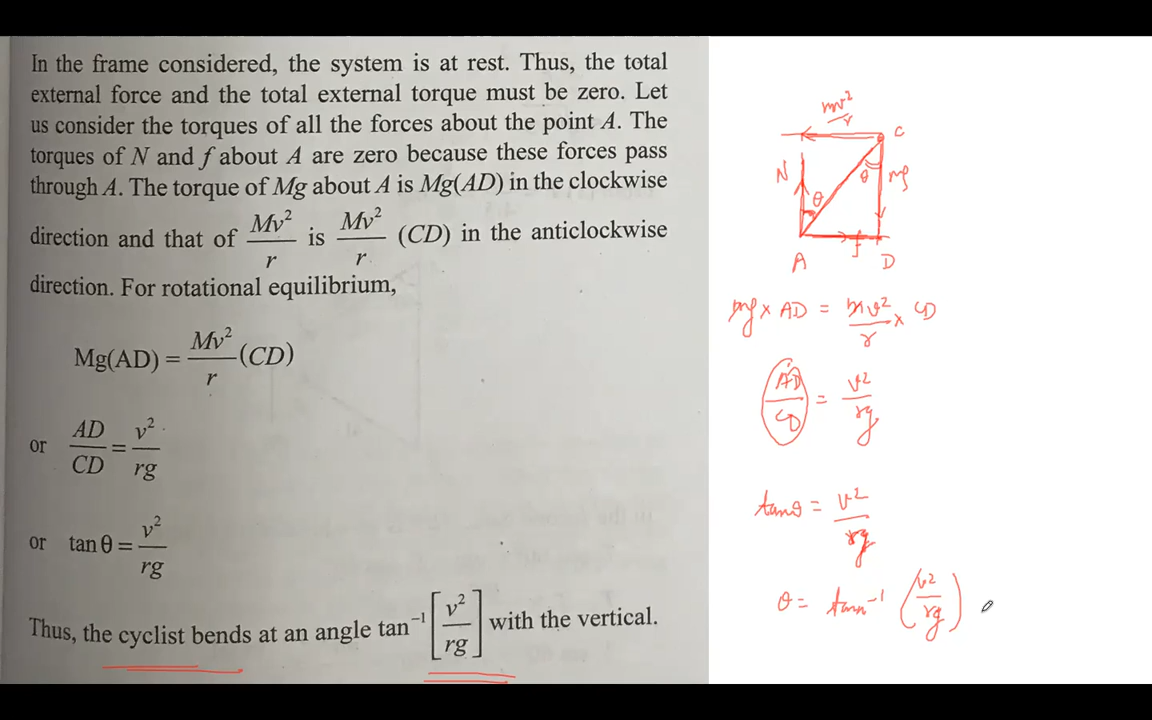 In the frame considered, the system is at rest. Thus, the total
external force and the total external torque must be zero. Let
us consider the torques of all the forces about the point A. The
torques of N and f about A are zero because these forces pass
through A. The torque of Mg about A is Mg(AD) in the clockwise
direction and that of Mv²/r is Mv²/r (CD) in the anticlockwise
direction. For rotational equilibrium,
Mg(AD) = Mv²/r (CD)
or AD/CD = v²/rg
or tan θ = v²/rg
Thus, the cyclist bends at an angle tan⁻¹ [v²/rg] with the vertical.
mv²/r
C
N
θ
θ
mg
f
A
D
mg × AD = mv²/r × CD
AD/CD = v²/rg
tanθ = v²/rg
θ = tan⁻¹ (v²/rg)